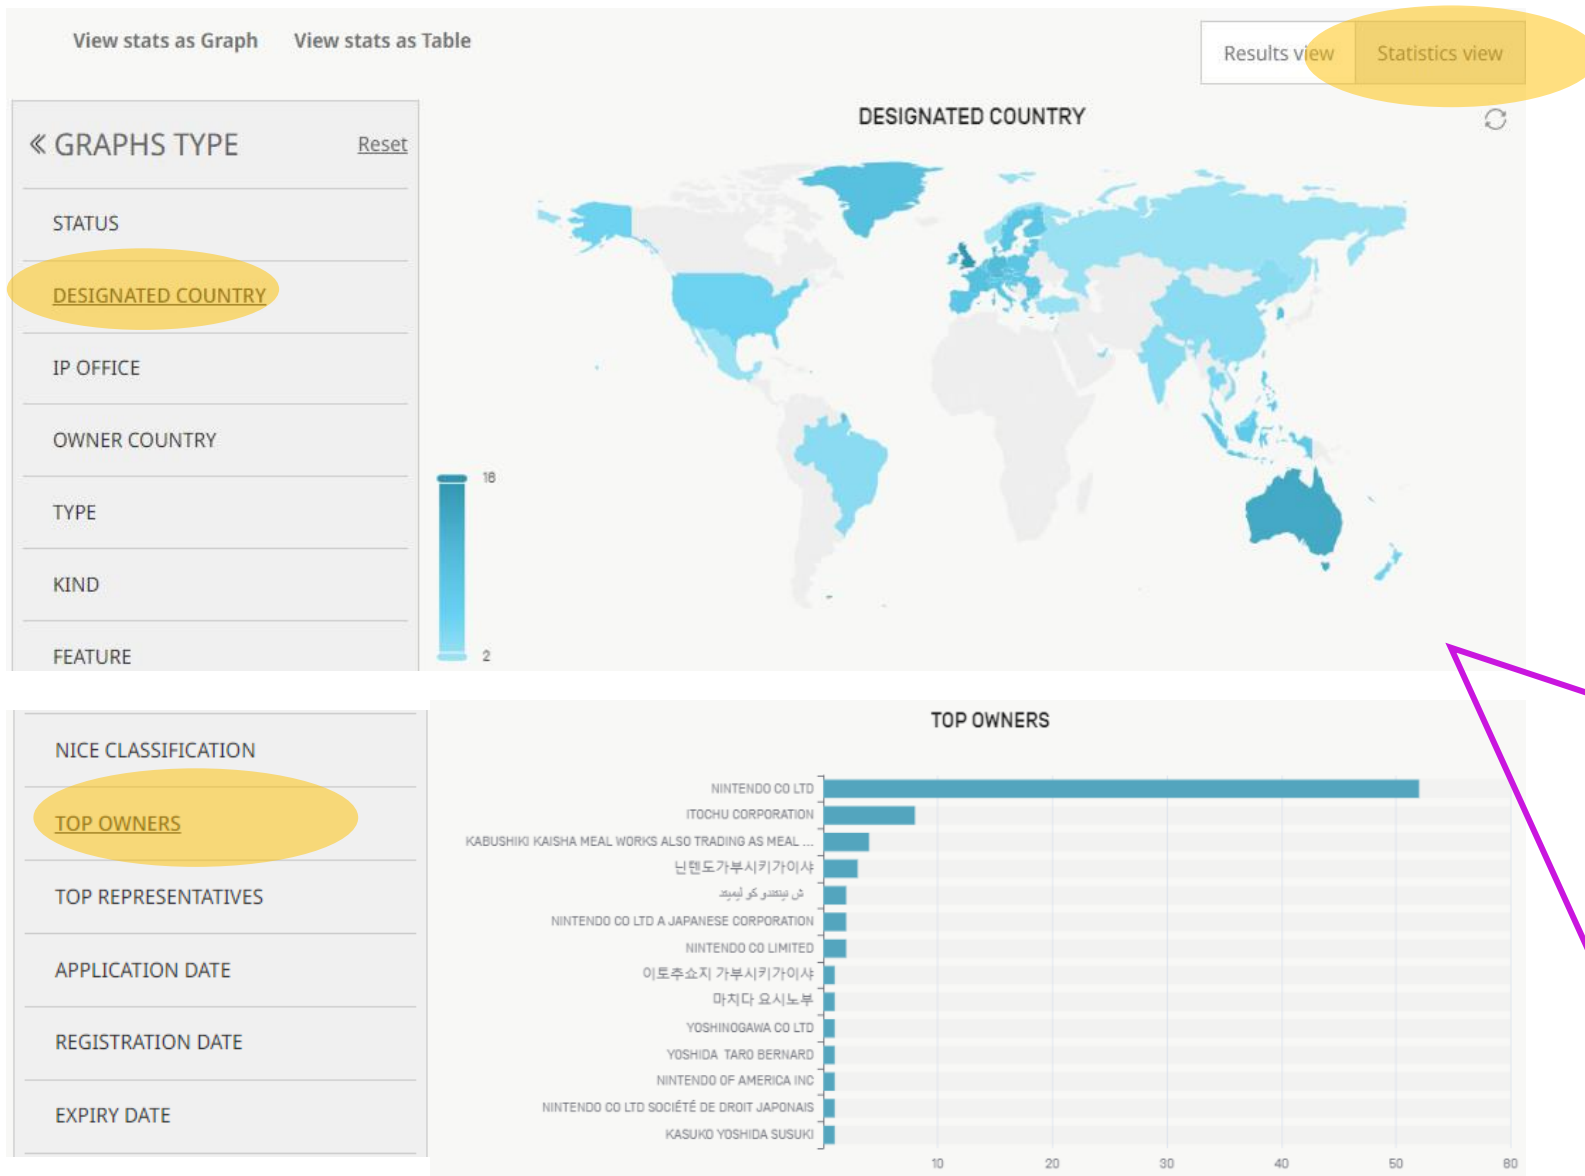 View stats as Graph View stats as Table
Results view Statistics view
« GRAPHS TYPE Reset
STATUS
DESIGNATED COUNTRY
IP OFFICE
OWNER COUNTRY
TYPE
KIND
FEATURE
DESIGNATED COUNTRY
16
2
NICE CLASSIFICATION
TOP OWNERS
TOP REPRESENTATIVES
APPLICATION DATE
REGISTRATION DATE
EXPIRY DATE
TOP OWNERS
NINTENDO CO LTD
ITOCHU CORPORATION
KABUSHIKI KAISHA MEAL WORKS ALSO TRADING AS MEAL ...
닌텐도가부시키가이샤
ش نينتندو كو ليميتد
NINTENDO CO LTD A JAPANESE CORPORATION
NINTENDO CO LIMITED
이토추쇼지 가부시키가이샤
마치다 요시노부
YOSHINOGAWA CO LTD
YOSHIDA TARO BERNARD
NINTENDO OF AMERICA INC
NINTENDO CO LTD SOCIÉTÉ DE DROIT JAPONAIS
KASUKO YOSHIDA SUSUKI
10 20 30 40 50 60